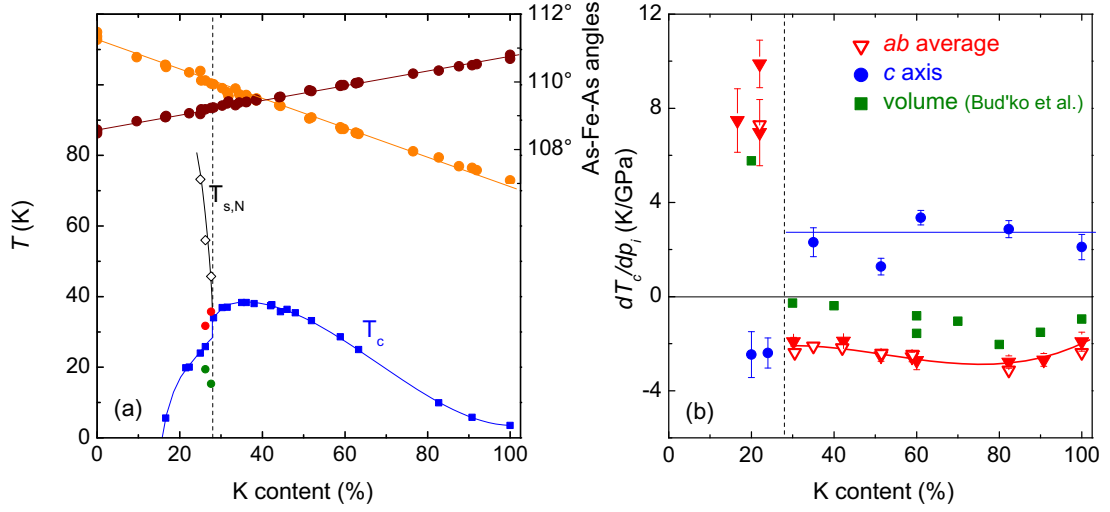 112°
110°
108°
As-Fe-As angles
80
60
40
20
0
T (K)
T_s,N
T_c
(a)
0 20 40 60 80 100
K content (%)
12
8
4
0
-4
dT_c/dp_i (K/GPa)
ab average
c axis
volume (Bud'ko et al.)
(b)
0 20 40 60 80 100
K content (%)